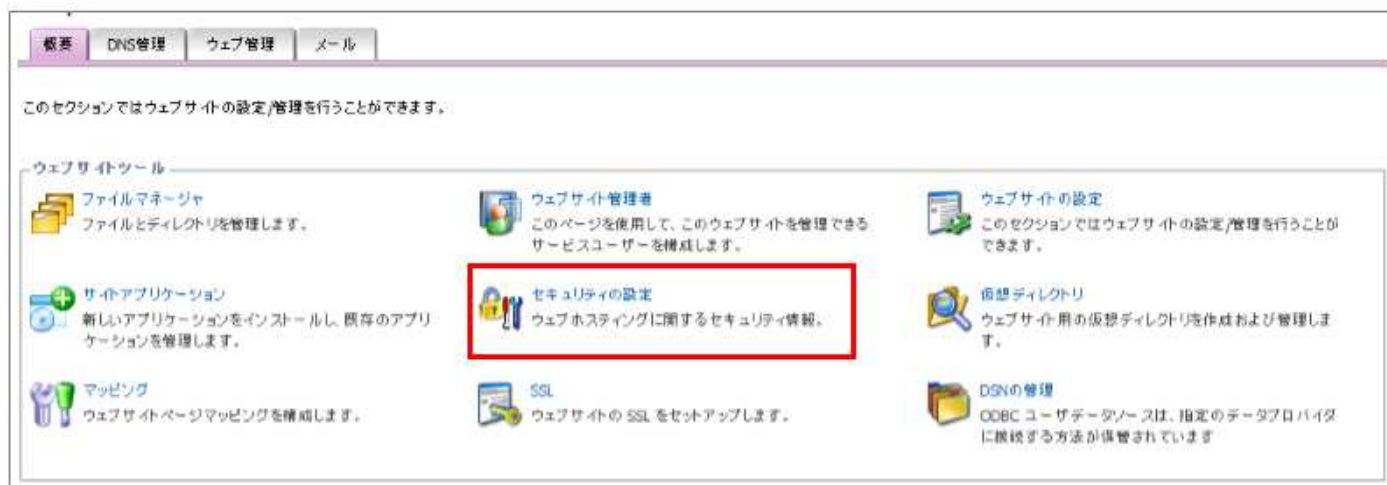 概要 DNS管理 ウェブ管理 メール
このセクションではウェブサイトの設定/管理を行うことができます。
ウェブサイトツール
ファイルマネージャ
ファイルとディレクトリを管理します。
ウェブサイト管理者
このページを使用して、このウェブサイトを管理できる
サービスユーザーを構成します。
ウェブサイトの設定
このセクションではウェブサイトの設定/管理を行うことが
できます。
サイトアプリケーション
新しいアプリケーションをインストールし、既存のアプリ
ケーションを管理します。
セキュリティの設定
ウェブホスティングに関するセキュリティ情報。
仮想ディレクトリ
ウェブサイト用の仮想ディレクトリを作成および管理しま
す。
マッピング
ウェブサイトページマッピングを構成します。
SSL
ウェブサイトの SSL をセットアップします。
DSNの管理
ODBC ユーザデータソースは、指定のデータプロバイダ
に接続する方法が保管されています